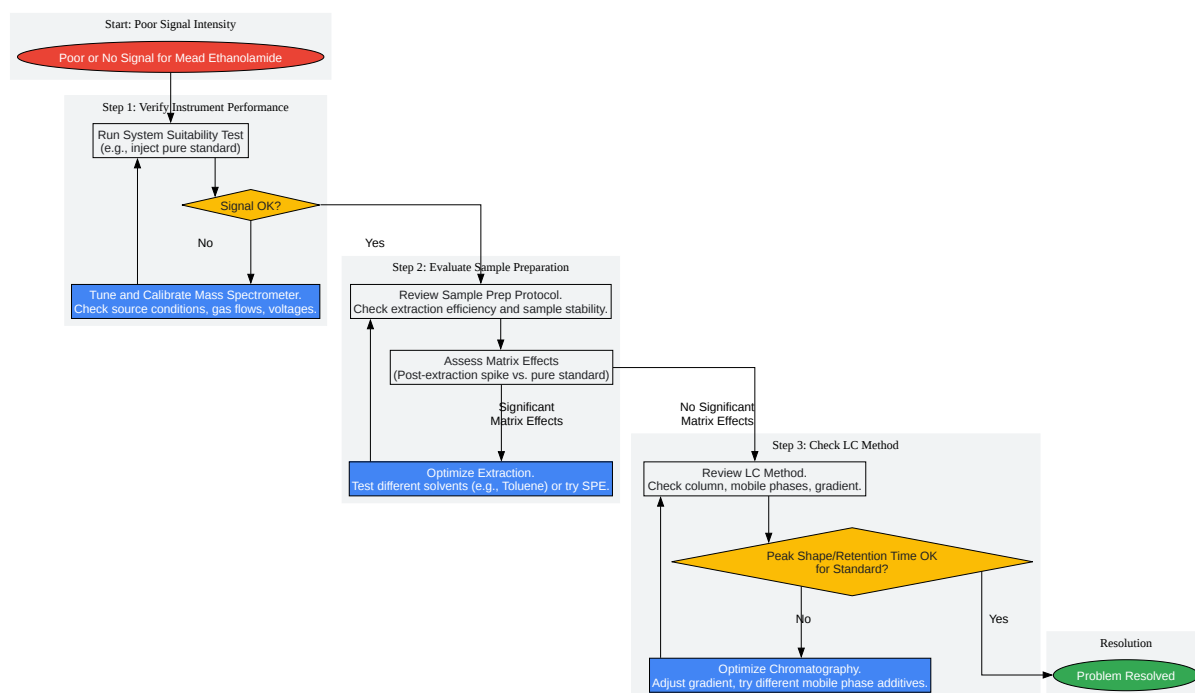 Start: Poor Signal Intensity
Poor or No Signal for Mead Ethanolamide
Step 1: Verify Instrument Performance
Run System Suitability Test
(e.g., inject pure standard)
Signal OK?
No
Yes
Tune and Calibrate Mass Spectrometer.
Check source conditions, gas flows, voltages.
Step 2: Evaluate Sample Preparation
Review Sample Prep Protocol.
Check extraction efficiency and sample stability.
Assess Matrix Effects
(Post-extraction spike vs. pure standard)
Significant
Matrix Effects
No Significant
Matrix Effects
Optimize Extraction.
Test different solvents (e.g., Toluene) or try SPE.
Step 3: Check LC Method
Review LC Method.
Check column, mobile phases, gradient.
Peak Shape/Retention Time OK
for Standard?
No
Yes
Optimize Chromatography.
Adjust gradient, try different mobile phase additives.
Resolution
Problem Resolved